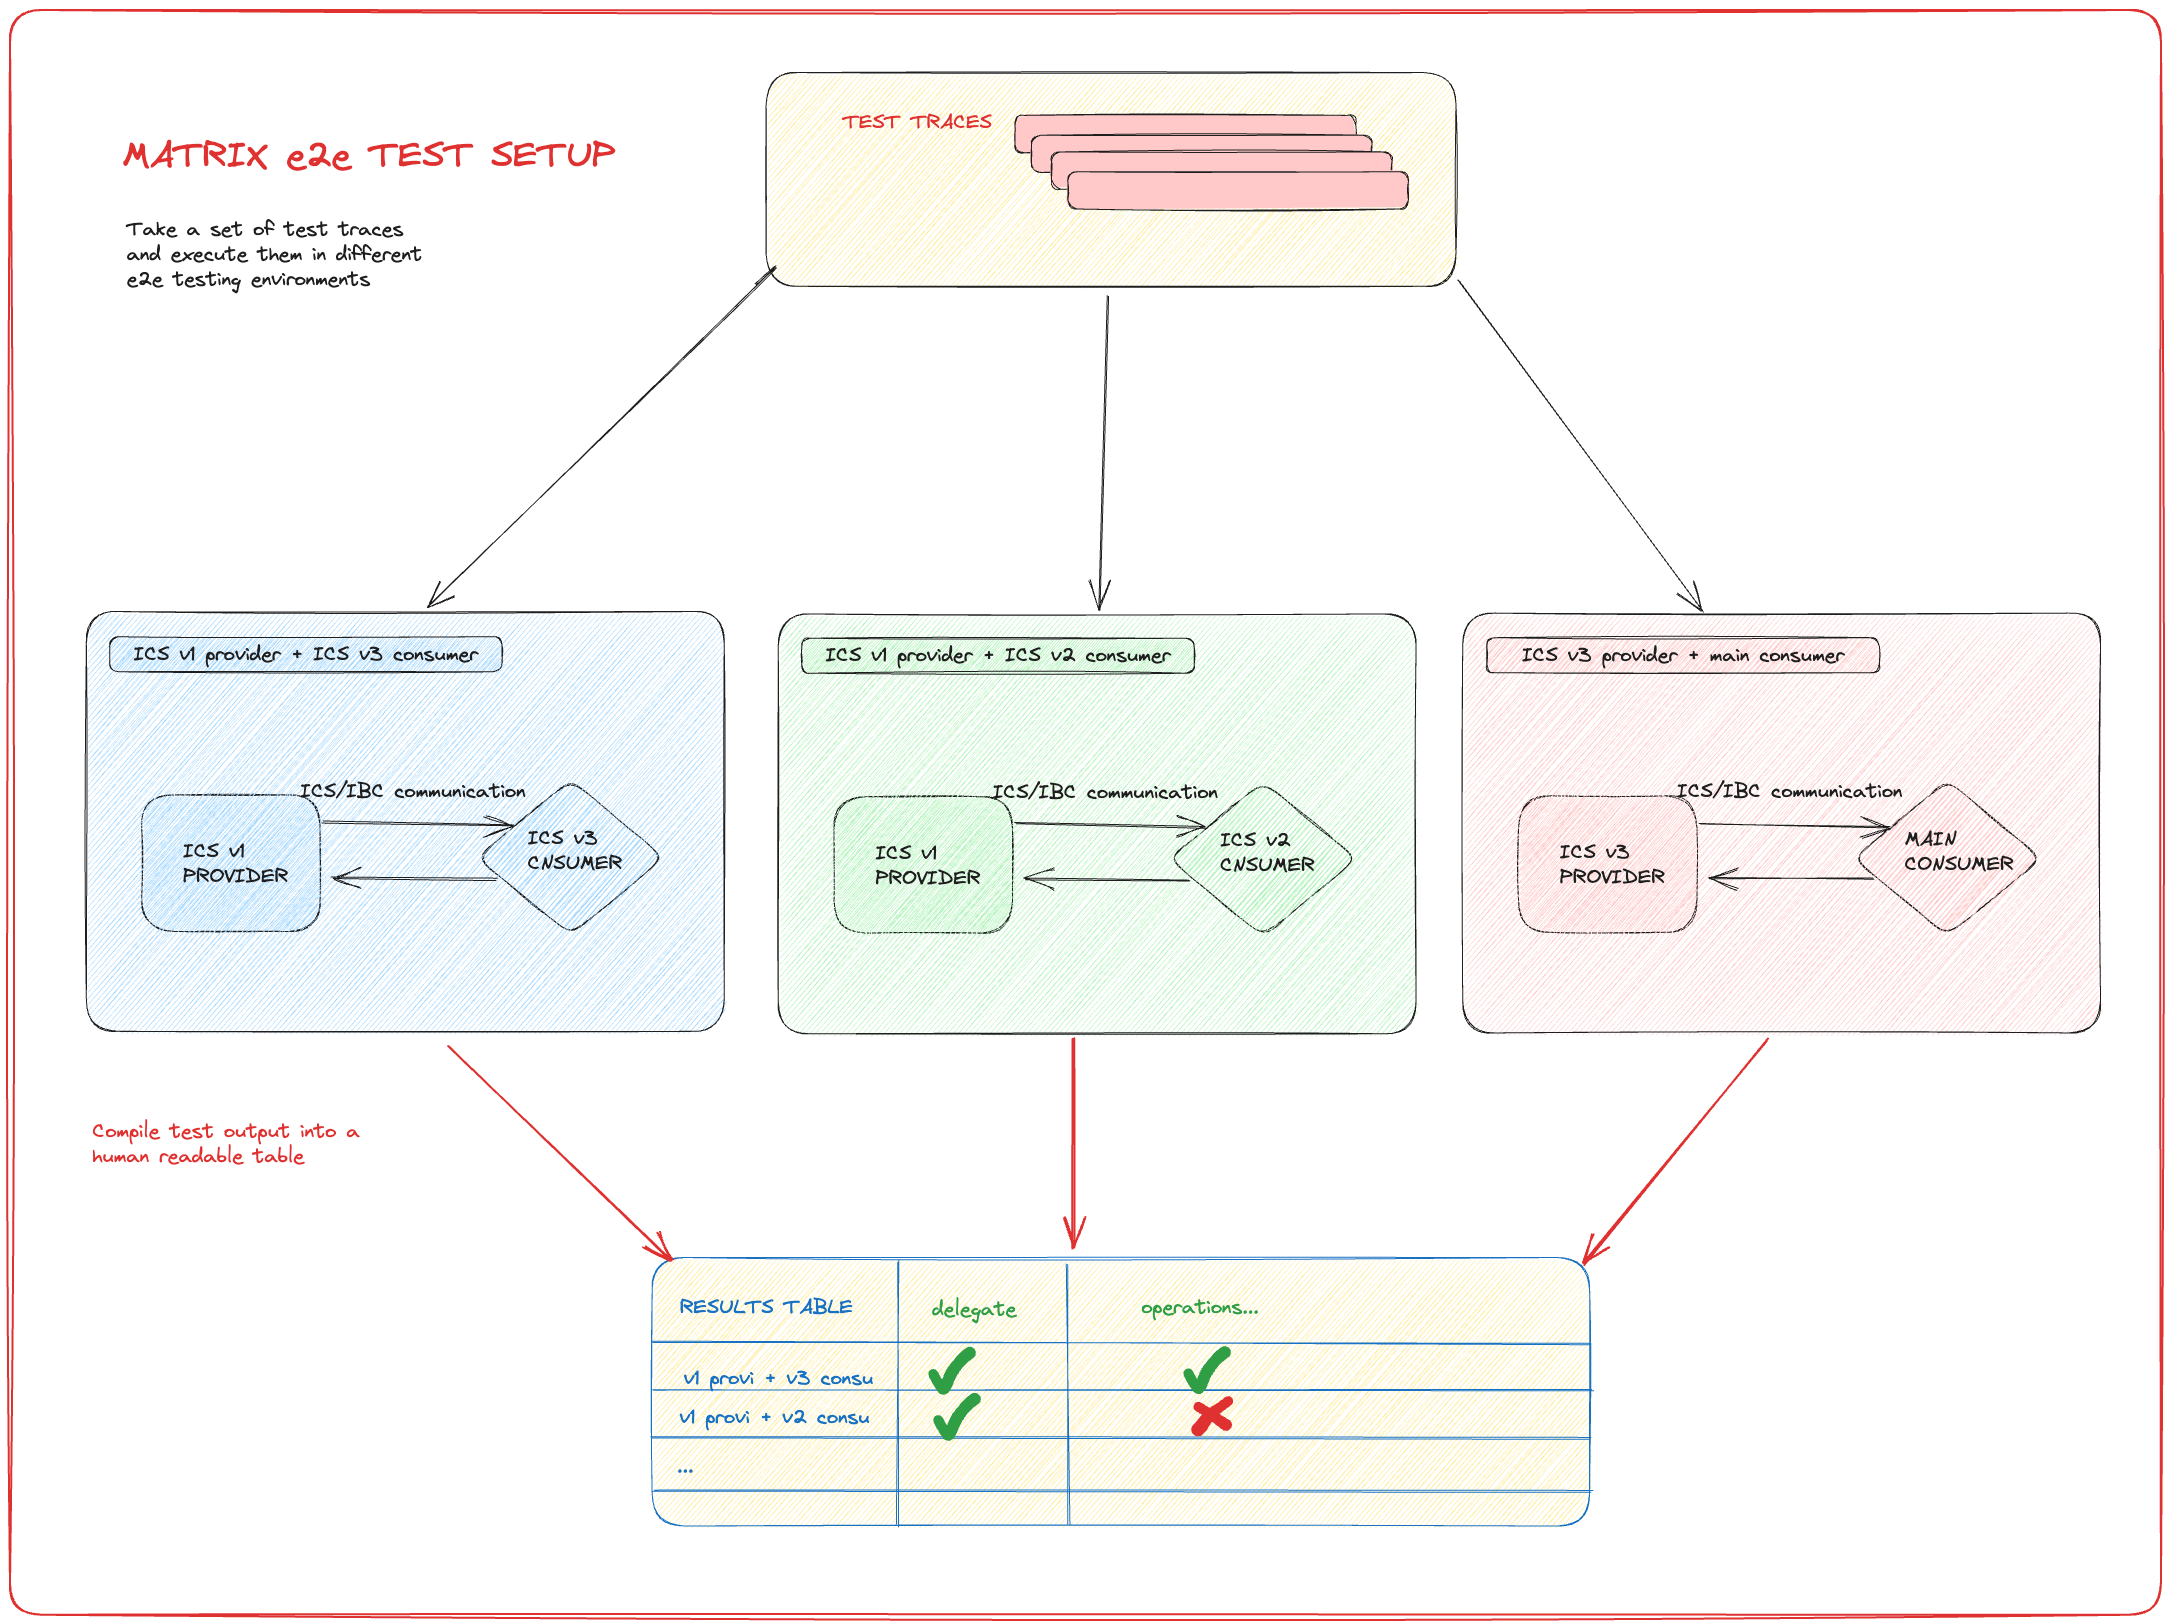 TEST TRACES
MATRIX e2e TEST SETUP
Take a set of test traces
and execute them in different
e2e testing environments
ICS v1 provider + ICS v3 consumer
ICS/IBC communication
ICS v1
PROVIDER
ICS v3
CNSUMER
ICS v1 provider + ICS v2 consumer
ICS/IBC communication
ICS v1
PROVIDER
ICS v2
CNSUMER
ICS v3 provider + main consumer
ICS/IBC communication
ICS v3
PROVIDER
MAIN
CONSUMER
Compile test output into a
human readable table
RESULTS TABLE delegate operations...
v1 provi + v3 consu
v1 provi + v2 consu
...